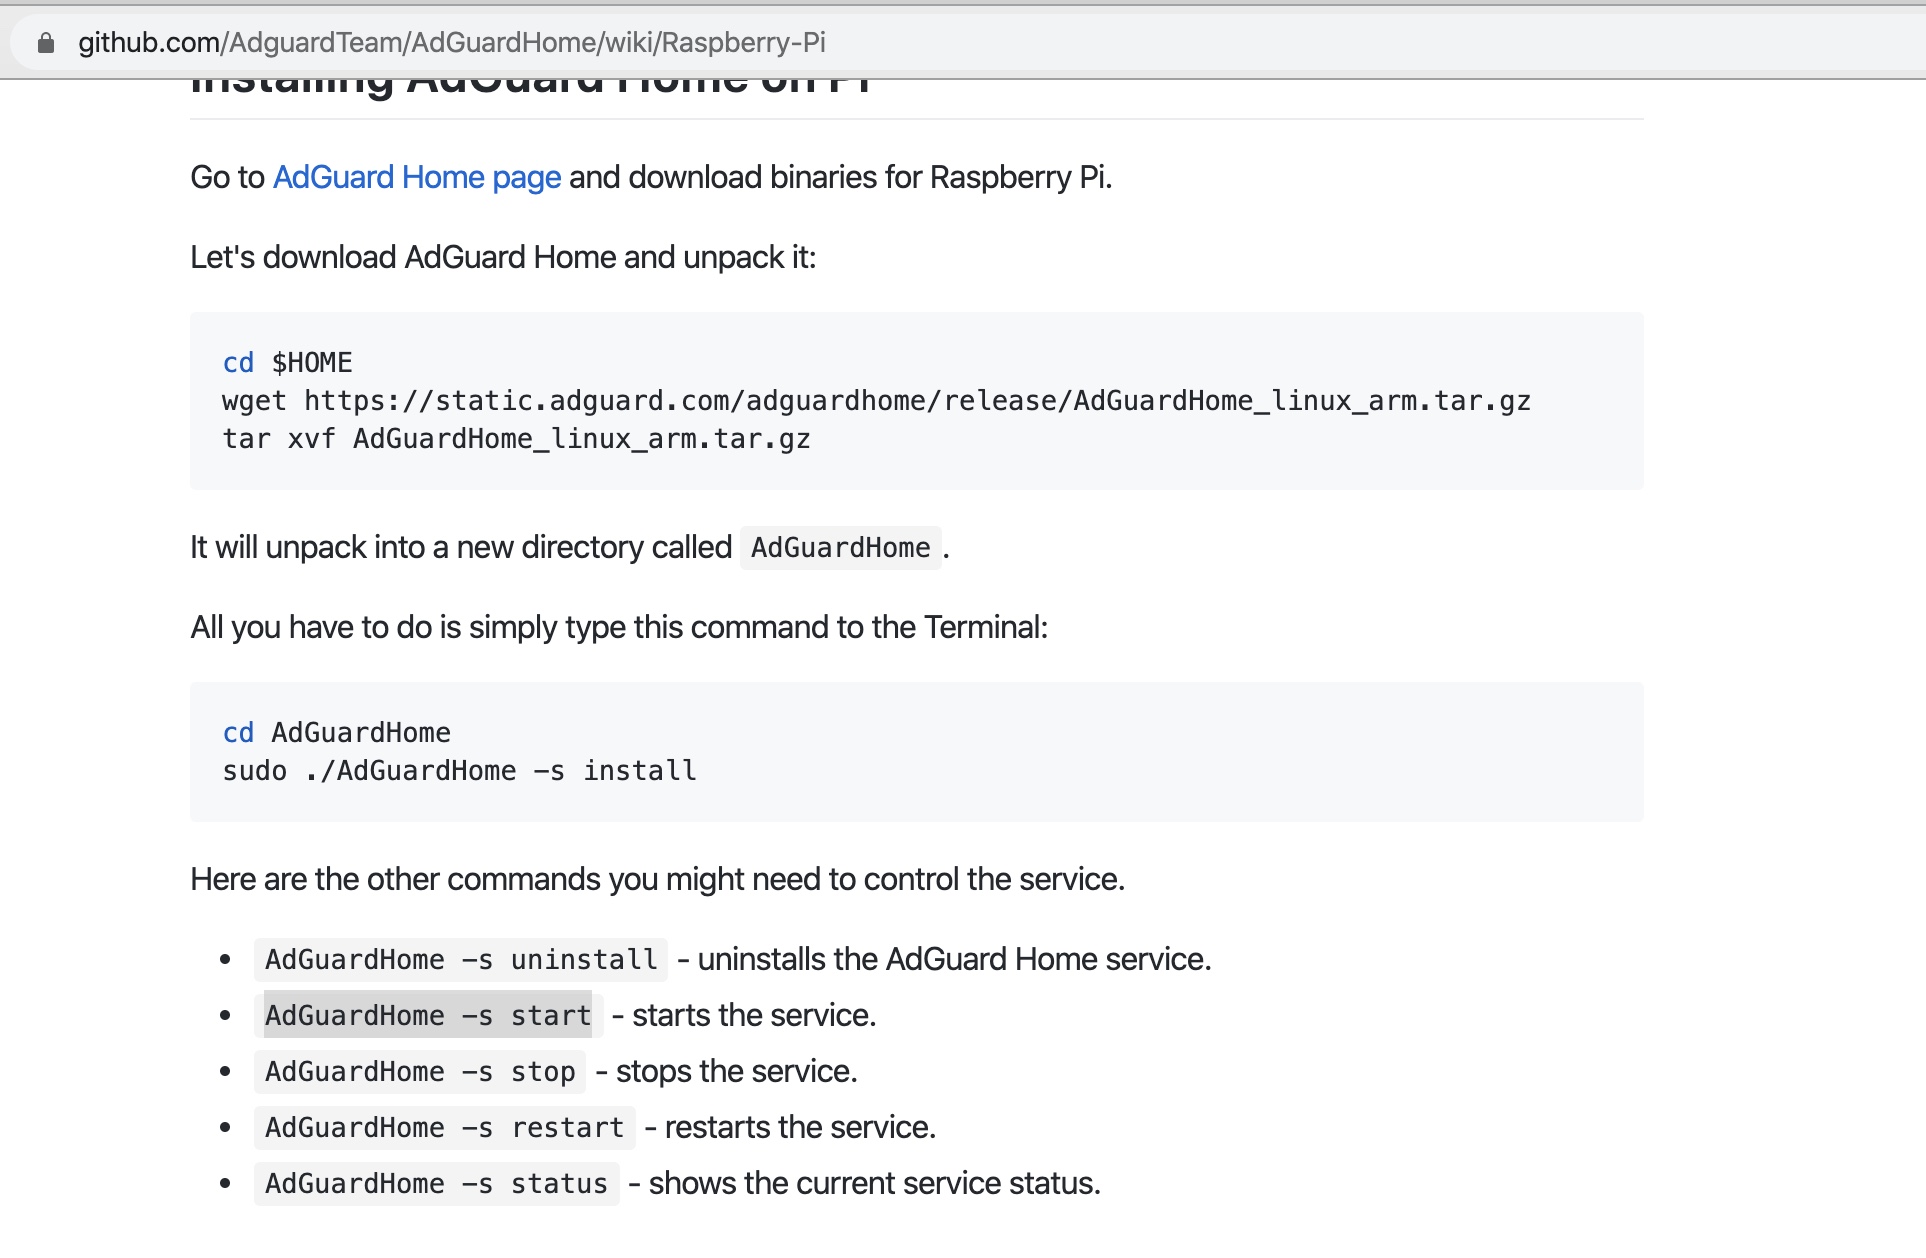 github.com/AdguardTeam/AdGuardHome/wiki/Raspberry-Pi
Installing AdGuard Home on Pi
Go to AdGuard Home page and download binaries for Raspberry Pi.
Let's download AdGuard Home and unpack it:
cd $HOME
wget https://static.adguard.com/adguardhome/release/AdGuardHome_linux_arm.tar.gz
tar xvf AdGuardHome_linux_arm.tar.gz
It will unpack into a new directory called AdGuardHome.
All you have to do is simply type this command to the Terminal:
cd AdGuardHome
sudo ./AdGuardHome -s install
Here are the other commands you might need to control the service.
• AdGuardHome -s uninstall - uninstalls the AdGuard Home service.
• AdGuardHome -s start - starts the service.
• AdGuardHome -s stop - stops the service.
• AdGuardHome -s restart - restarts the service.
• AdGuardHome -s status - shows the current service status.